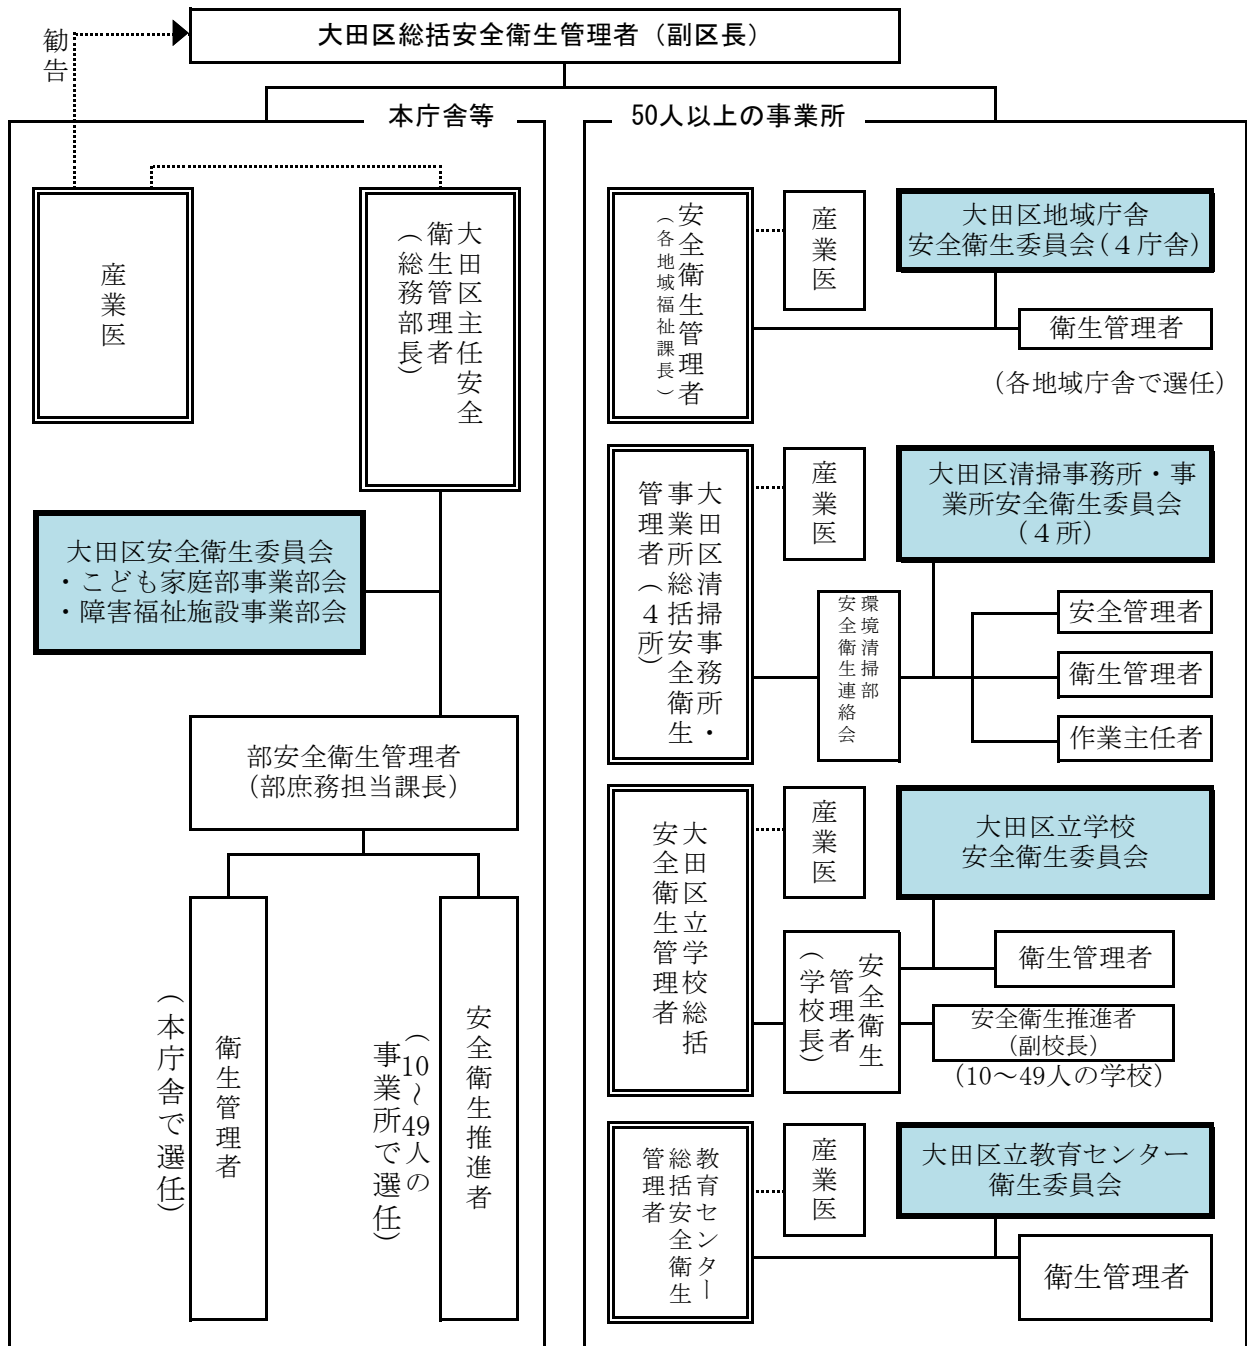 大田区総括安全衛生管理者（副区長）
勧告
本庁舎等
産業医
大田区主任安全
衛生管理者
（総務部長）
大田区安全衛生委員会
・こども家庭部事業部会
・障害福祉施設事業部会
部安全衛生管理者
（部庶務担当課長）
衛生管理者
（本庁舎で選任）
安全衛生推進者
（10～49人の
事業所で選任）
50人以上の事業所
安全衛生管理者
（各地域福祉課長）
産業医
大田区地域庁舎
安全衛生委員会（４庁舎）
衛生管理者
（各地域庁舎で選任）
大田区清掃事務所・
事業所総括安全衛生
管理者（４所）
産業医
大田区清掃事務所・事
業所安全衛生委員会
（４所）
環境清掃部
安全衛生連絡会
安全管理者
衛生管理者
作業主任者
大田区立学校総括
安全衛生管理者
産業医
大田区立学校
安全衛生委員会
安全衛生
管理者
（学校長）
衛生管理者
安全衛生推進者
（副校長）
（10～49人の学校）
教育センター
総括安全衛生
管理者
産業医
大田区立教育センター
衛生委員会
衛生管理者